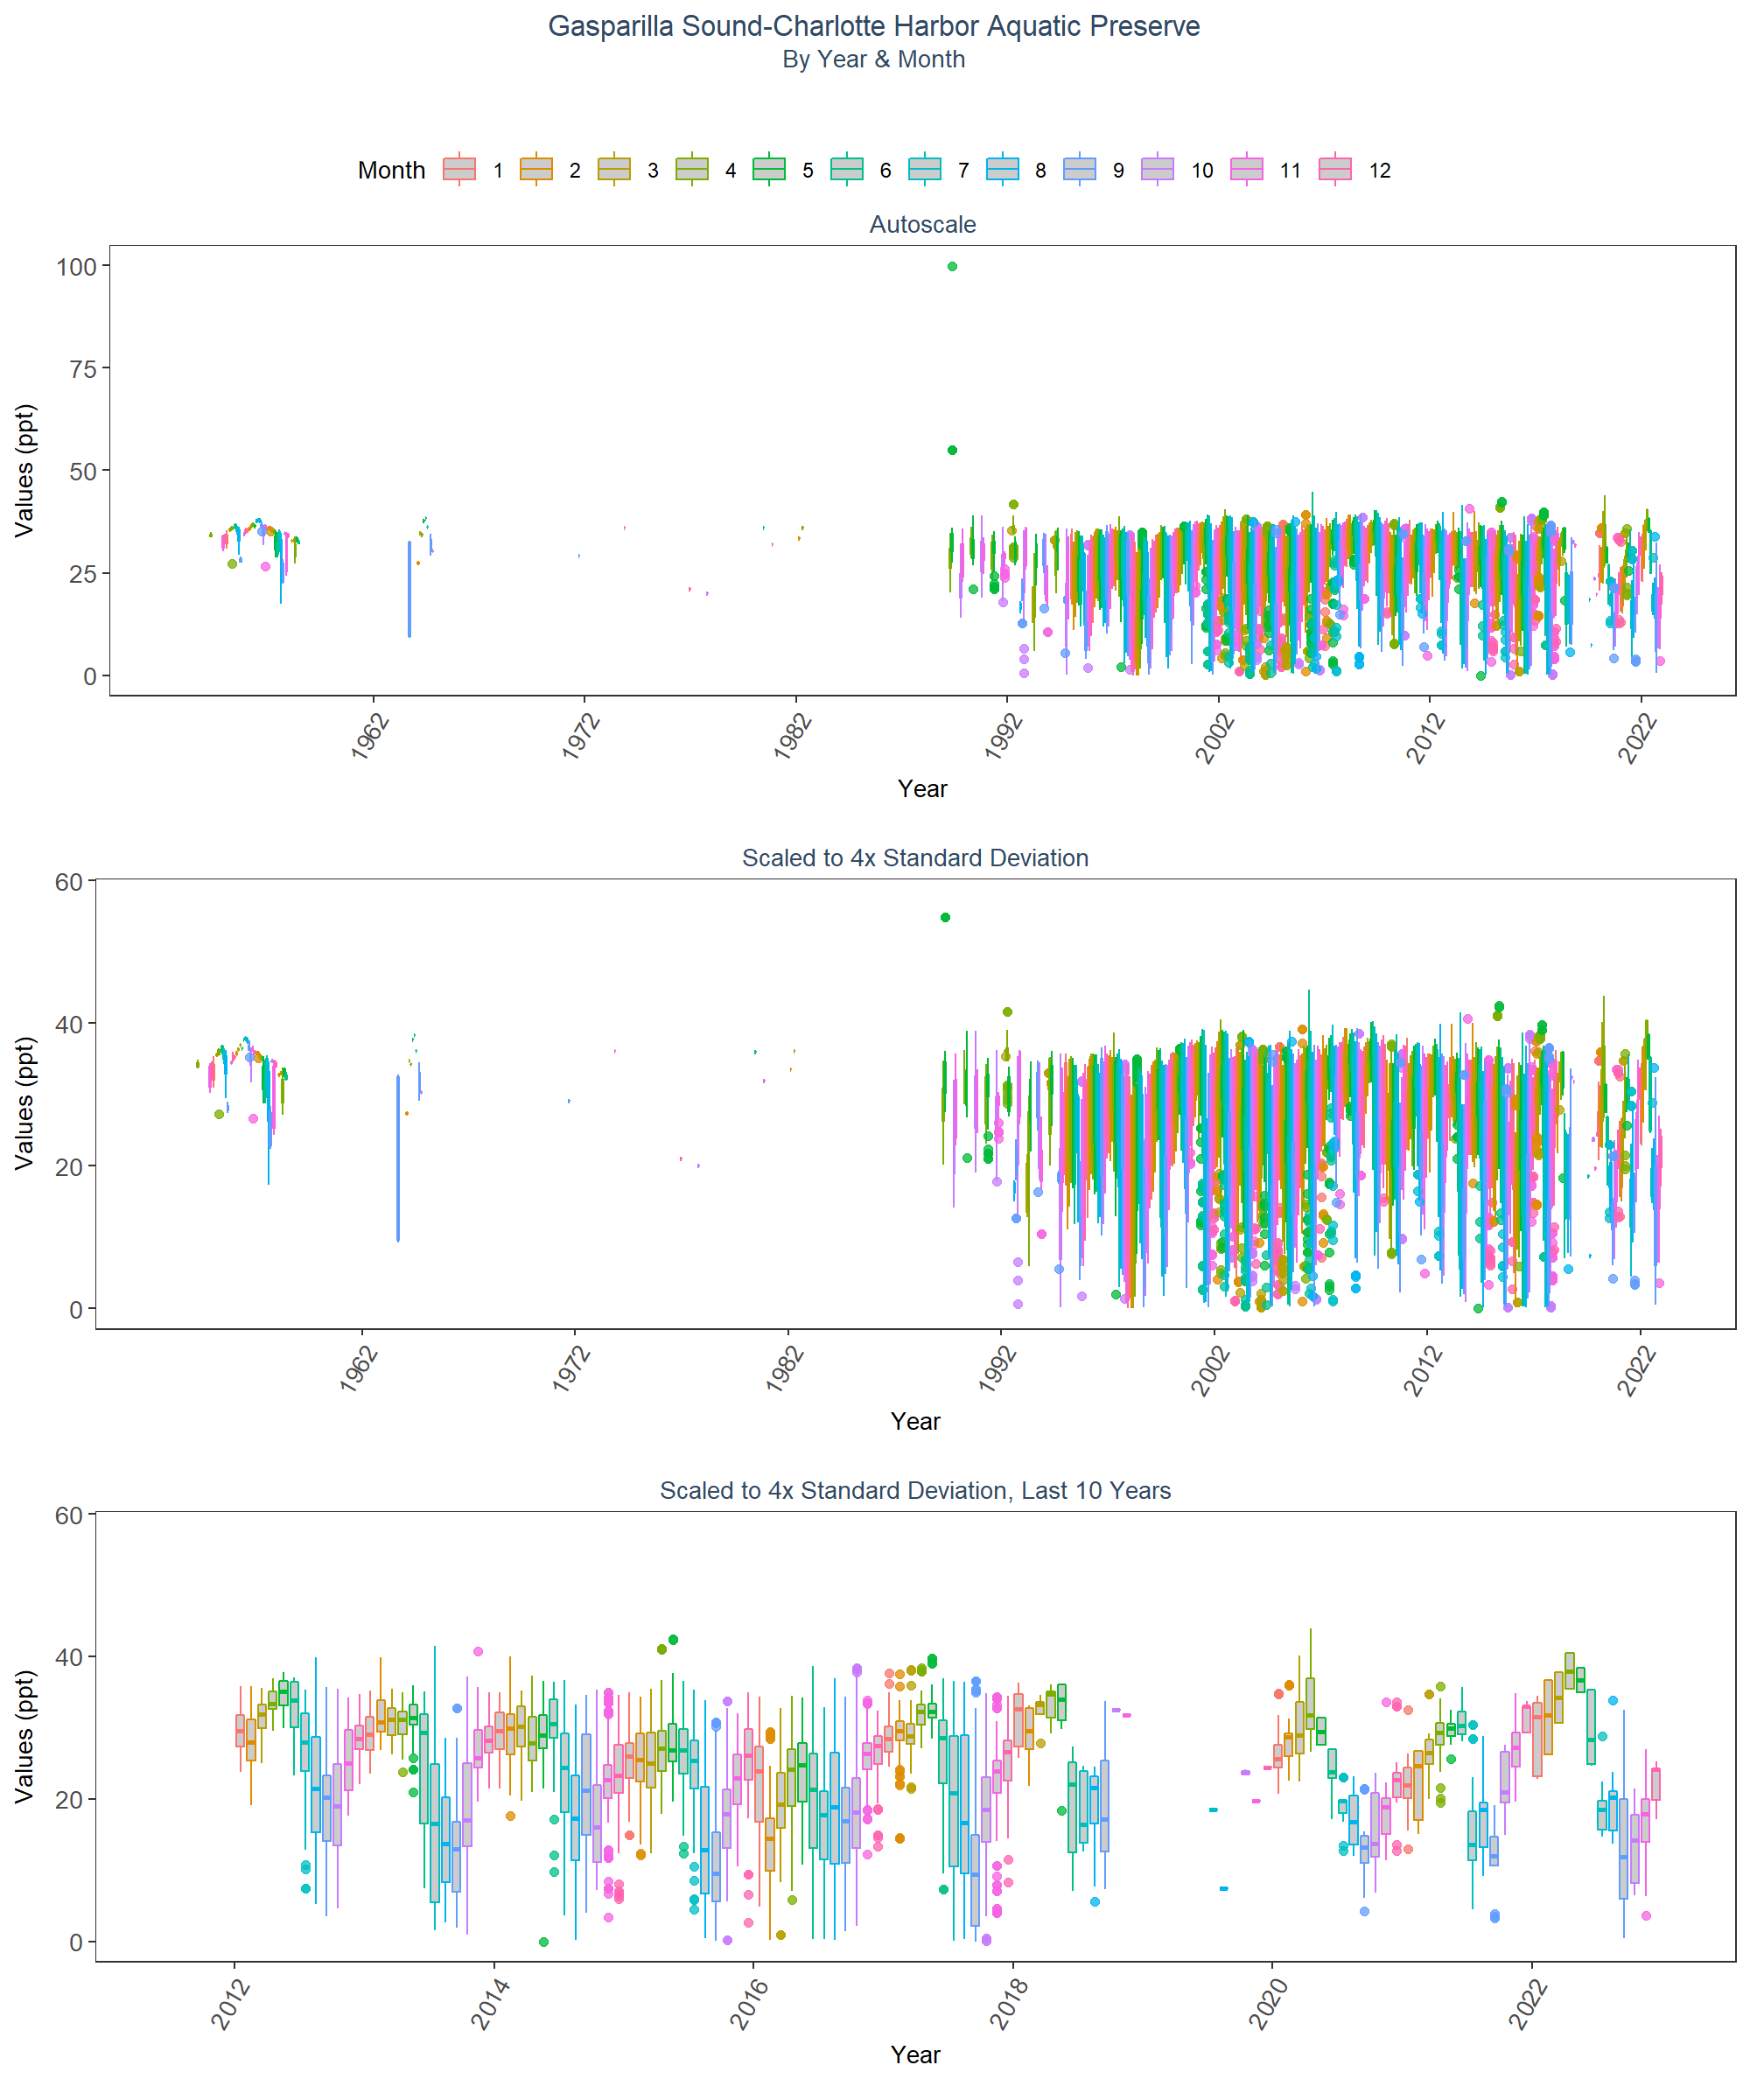 Gasparilla Sound-Charlotte Harbor Aquatic Preserve
By Year & Month
Month 1 2 3 4 5 6 7 8 9 10 11 12
Autoscale
Values (ppt)
100
75
50
25
0
1962 1972 1982 1992 2002 2012 2022
Year
Scaled to 4x Standard Deviation
Values (ppt)
60
40
20
0
1962 1972 1982 1992 2002 2012 2022
Year
Scaled to 4x Standard Deviation, Last 10 Years
Values (ppt)
60
40
20
0
2012 2014 2016 2018 2020 2022
Year